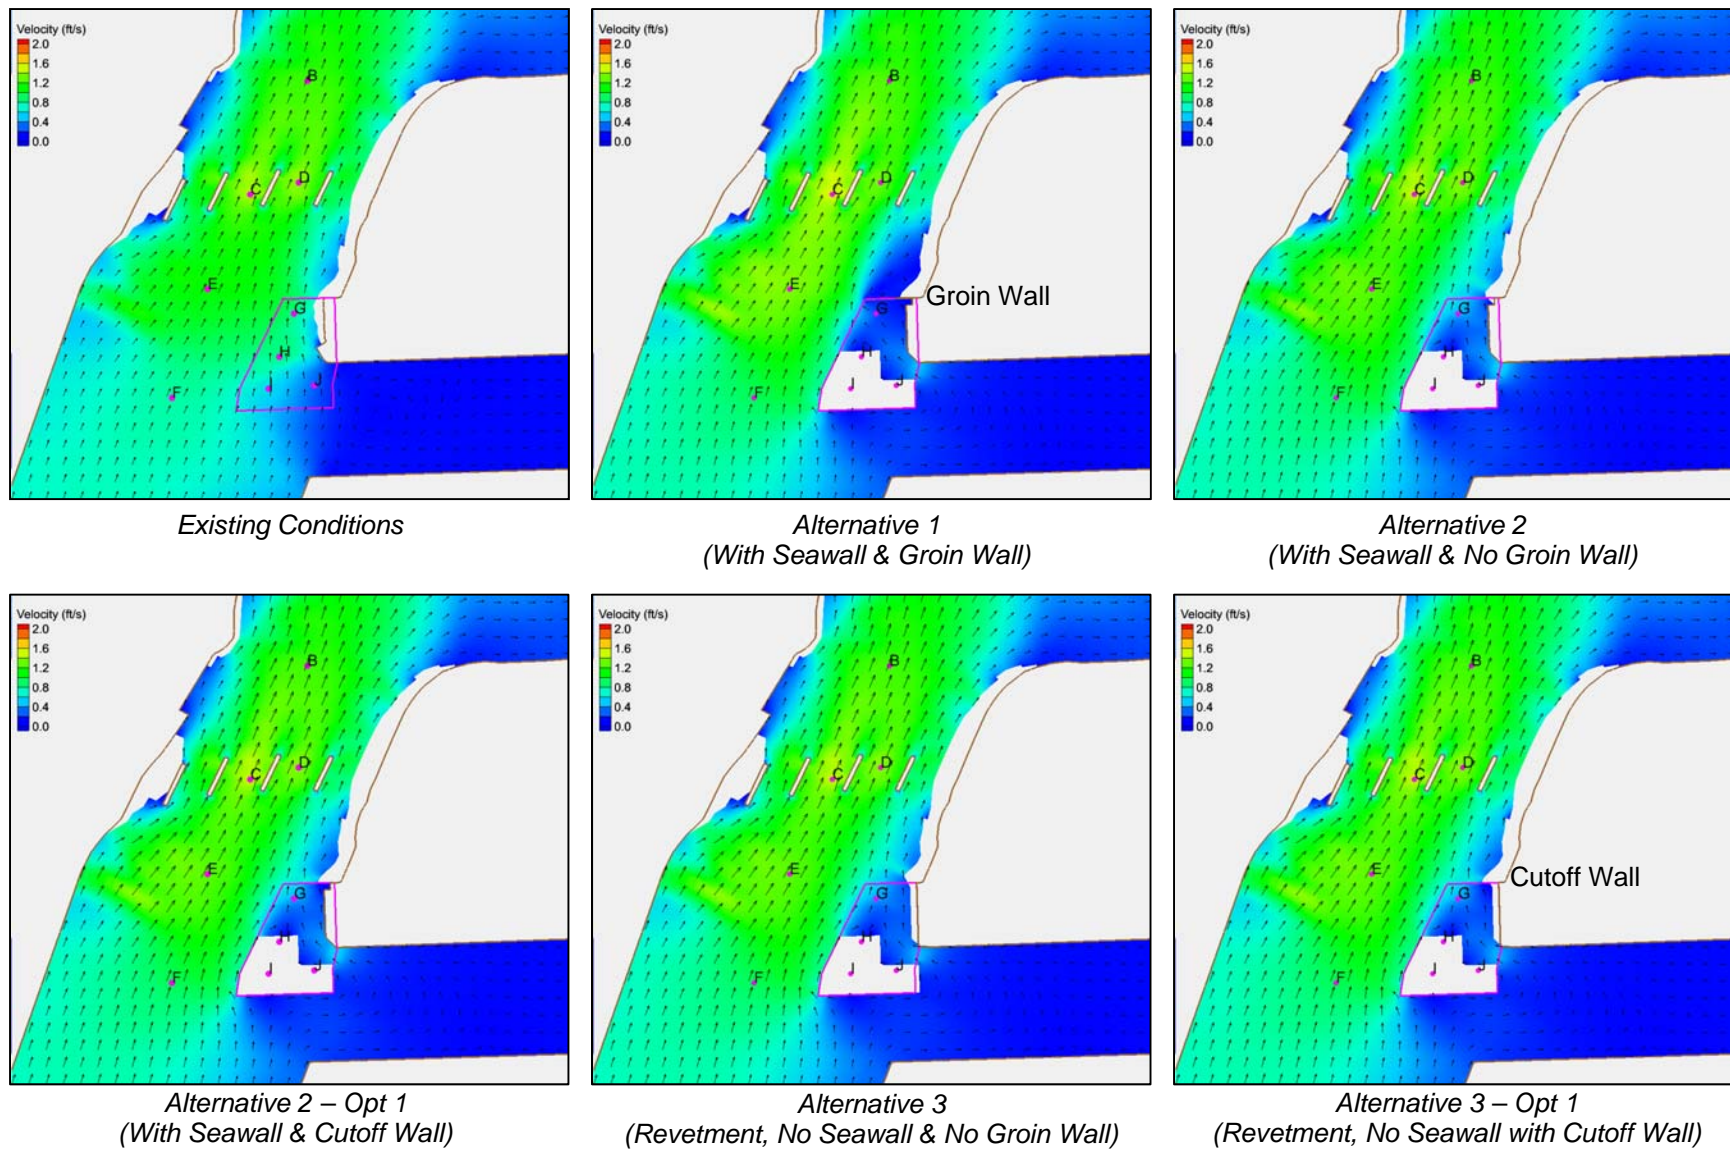 Velocity (ft/s)
2.0
1.6
1.2
0.8
0.4
0.0
B
C
D
E
F
G
H
I
J
Existing Conditions
Velocity (ft/s)
2.0
1.6
1.2
0.8
0.4
0.0
B
C
D
E
F
G
H
I
J
Groin Wall
Alternative 1
(With Seawall & Groin Wall)
Velocity (ft/s)
2.0
1.6
1.2
0.8
0.4
0.0
B
C
D
E
F
G
H
I
J
Alternative 2
(With Seawall & No Groin Wall)
Velocity (ft/s)
2.0
1.6
1.2
0.8
0.4
0.0
B
C
D
E
F
G
H
I
J
Alternative 2 – Opt 1
(With Seawall & Cutoff Wall)
Velocity (ft/s)
2.0
1.6
1.2
0.8
0.4
0.0
B
C
D
E
F
G
H
I
J
Alternative 3
(Revetment, No Seawall & No Groin Wall)
Velocity (ft/s)
2.0
1.6
1.2
0.8
0.4
0.0
B
C
D
E
F
G
H
I
J
Cutoff Wall
Alternative 3 – Opt 1
(Revetment, No Seawall with Cutoff Wall)